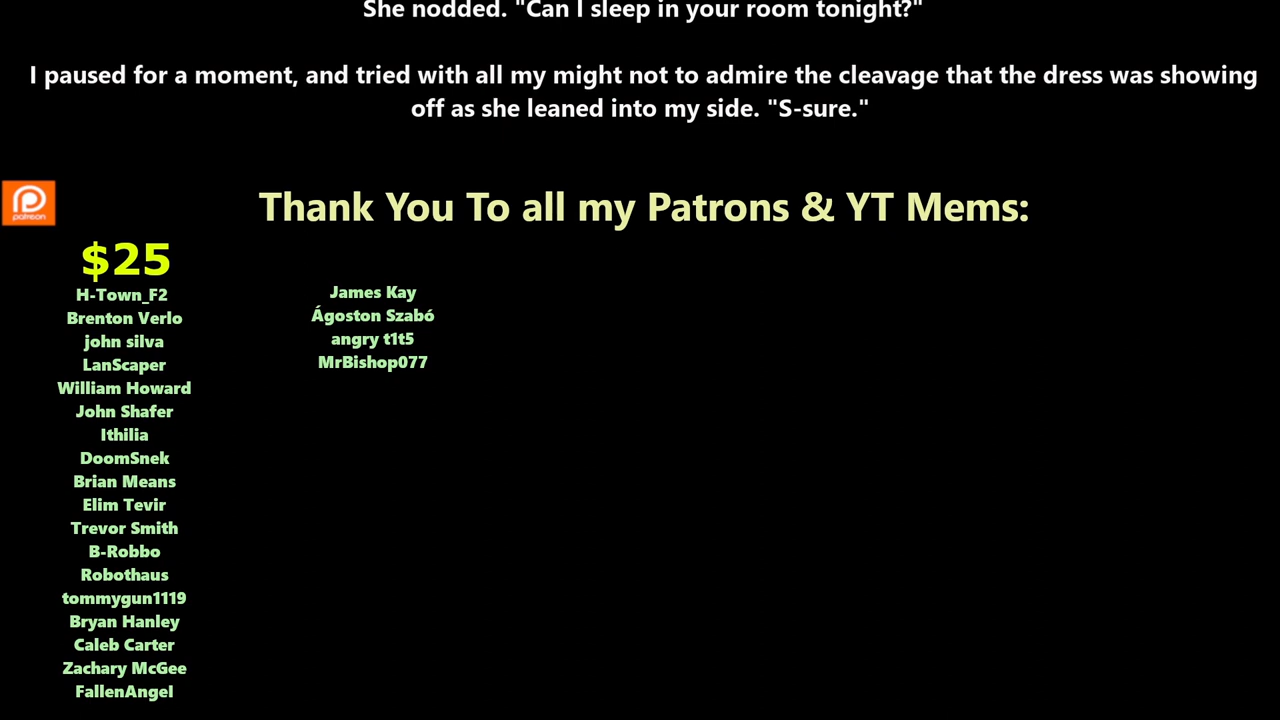 She nodded. "Can I sleep in your room tonight?"
I paused for a moment, and tried with all my might not to admire the cleavage that the dress was showing
off as she leaned into my side. "S-sure."
patreon
Thank You To all my Patrons & YT Mems:
$25
H-Town_F2
Brenton Verlo
john silva
LanScaper
William Howard
John Shafer
Ithilia
DoomSnek
Brian Means
Elim Tevir
Trevor Smith
B-Robbo
Robothaus
tommygun1119
Bryan Hanley
Caleb Carter
Zachary McGee
FallenAngel
James Kay
Ágoston Szabó
angry t1t5
MrBishop077